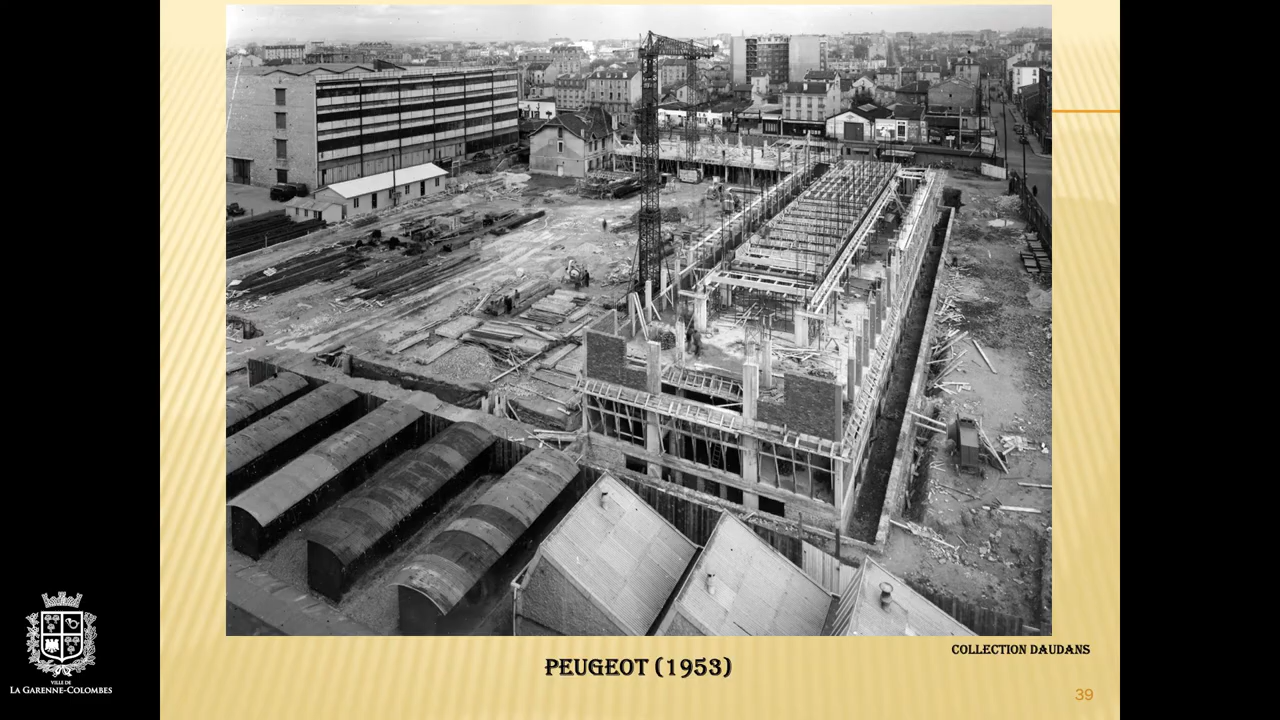 COLLECTION DAUDANS
PEUGEOT (1953)
39
VILLE DE
LA GARENNE-COLOMBES